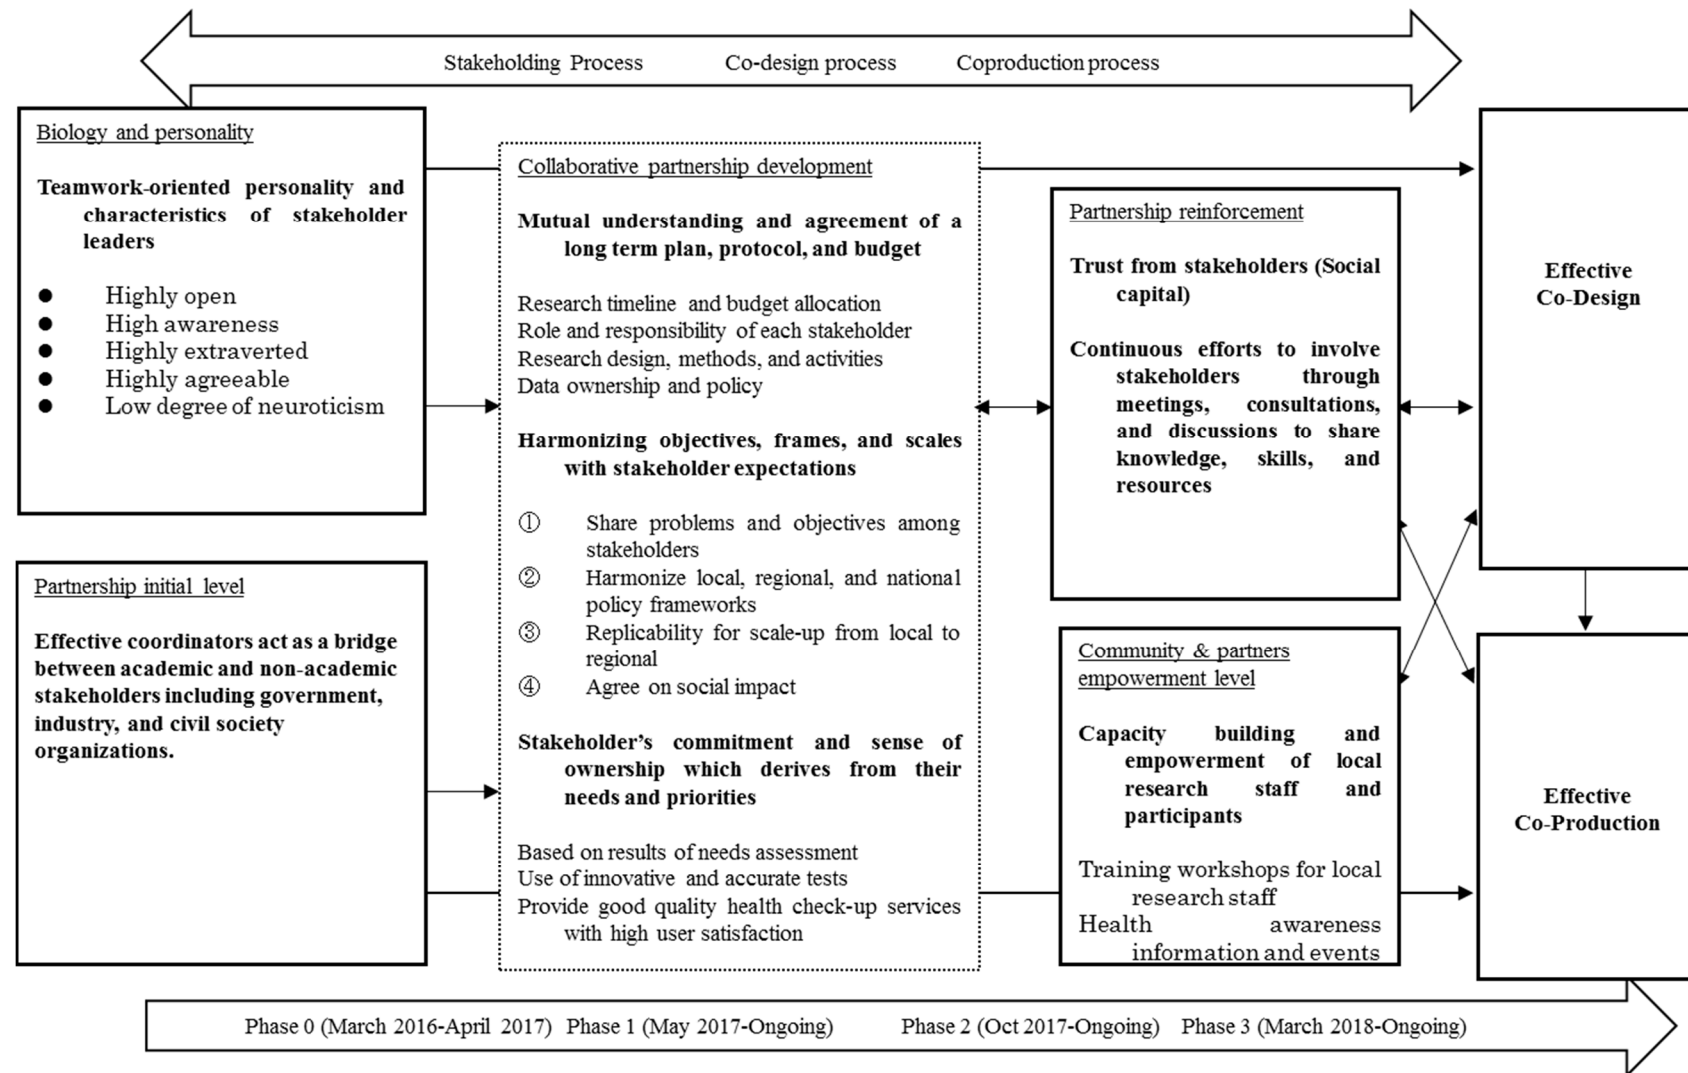 Stakeholding Process Co-design process Coproduction process
Biology and personality
Teamwork-oriented personality and
characteristics of stakeholder
leaders
● Highly open
● High awareness
● Highly extraverted
● Highly agreeable
● Low degree of neuroticism
Partnership initial level
Effective coordinators act as a bridge
between academic and non-academic
stakeholders including government,
industry, and civil society
organizations.
Collaborative partnership development
Mutual understanding and agreement of a
long term plan, protocol, and budget
Research timeline and budget allocation
Role and responsibility of each stakeholder
Research design, methods, and activities
Data ownership and policy
Harmonizing objectives, frames, and scales
with stakeholder expectations
① Share problems and objectives among
stakeholders
② Harmonize local, regional, and national
policy frameworks
③ Replicability for scale-up from local to
regional
④ Agree on social impact
Stakeholder’s commitment and sense of
ownership which derives from their
needs and priorities
Based on results of needs assessment
Use of innovative and accurate tests
Provide good quality health check-up services
with high user satisfaction
Partnership reinforcement
Trust from stakeholders (Social
capital)
Continuous efforts to involve
stakeholders through
meetings, consultations,
and discussions to share
knowledge, skills, and
resources
Community & partners
empowerment level
Capacity building and
empowerment of local
research staff and
participants
Training workshops for local
research staff
Health awareness
information and events
Effective
Co-Design
Effective
Co-Production
Phase 0 (March 2016-April 2017) Phase 1 (May 2017-Ongoing) Phase 2 (Oct 2017-Ongoing) Phase 3 (March 2018-Ongoing)